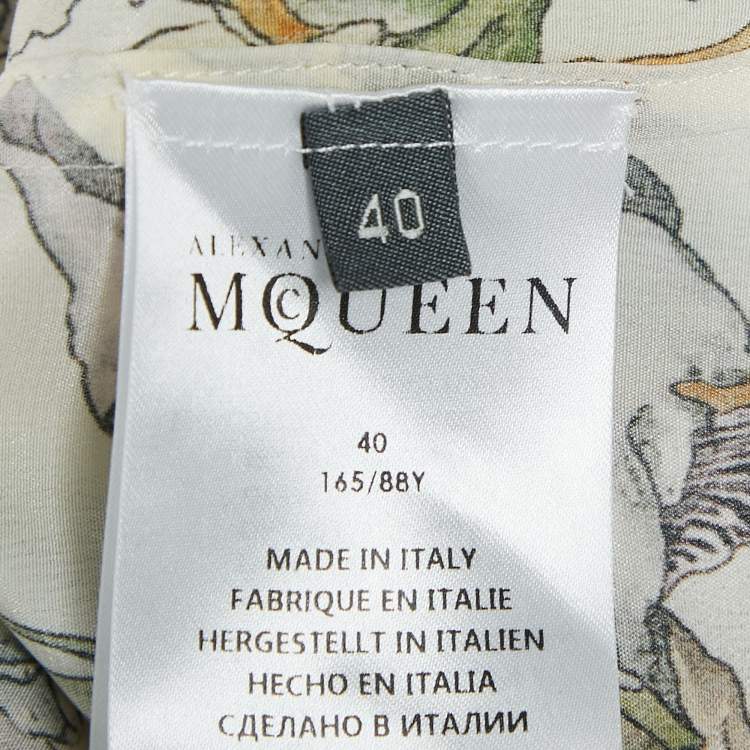 40
ALEXAN
MCQUEEN
40
165/88Y
MADE IN ITALY
FABRIQUE EN ITALIE
HERGESTELLT IN ITALIEN
HECHO EN ITALIA
СДЕЛАНО В ИТАЛИИ